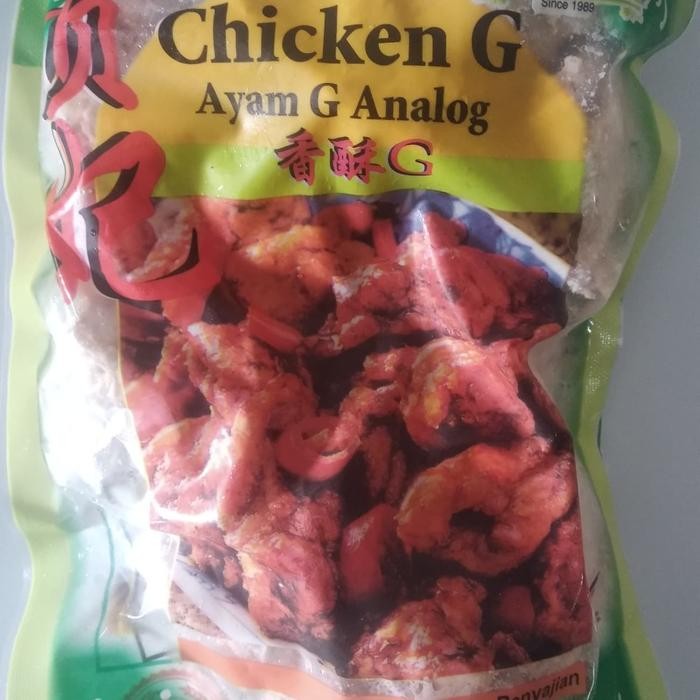 Since 1989
Chicken G
Ayam G Analog
香酥G
Penyajian